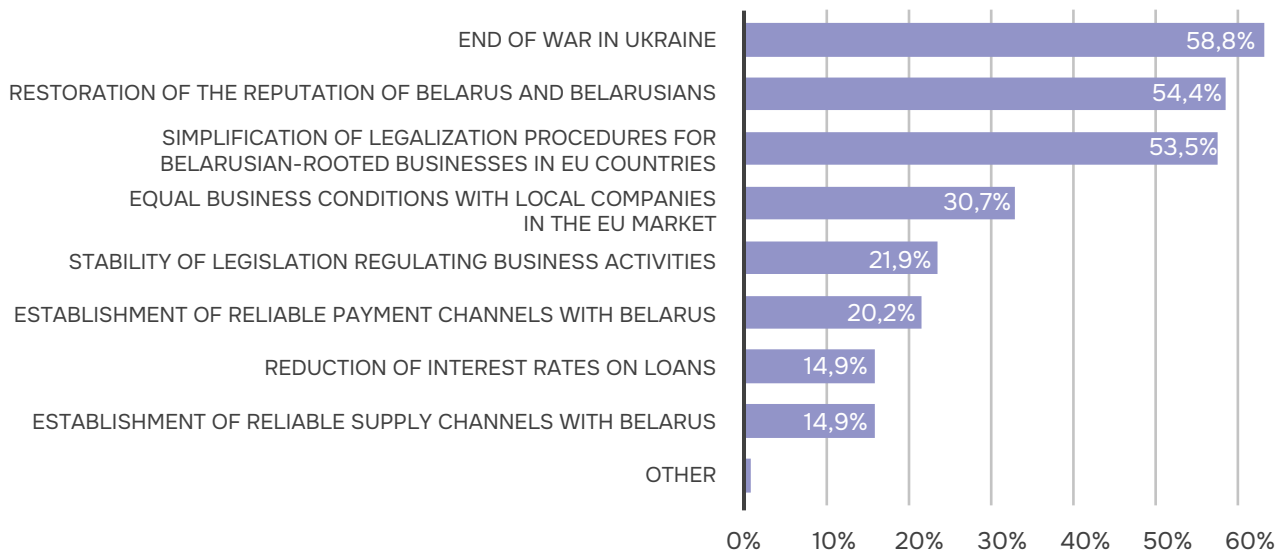 END OF WAR IN UKRAINE
58,8%
RESTORATION OF THE REPUTATION OF BELARUS AND BELARUSIANS
54,4%
SIMPLIFICATION OF LEGALIZATION PROCEDURES FOR
BELARUSIAN-ROOTED BUSINESSES IN EU COUNTRIES
53,5%
EQUAL BUSINESS CONDITIONS WITH LOCAL COMPANIES
IN THE EU MARKET
30,7%
STABILITY OF LEGISLATION REGULATING BUSINESS ACTIVITIES
21,9%
ESTABLISHMENT OF RELIABLE PAYMENT CHANNELS WITH BELARUS
20,2%
REDUCTION OF INTEREST RATES ON LOANS
14,9%
ESTABLISHMENT OF RELIABLE SUPPLY CHANNELS WITH BELARUS
14,9%
OTHER
0% 10% 20% 30% 40% 50% 60%